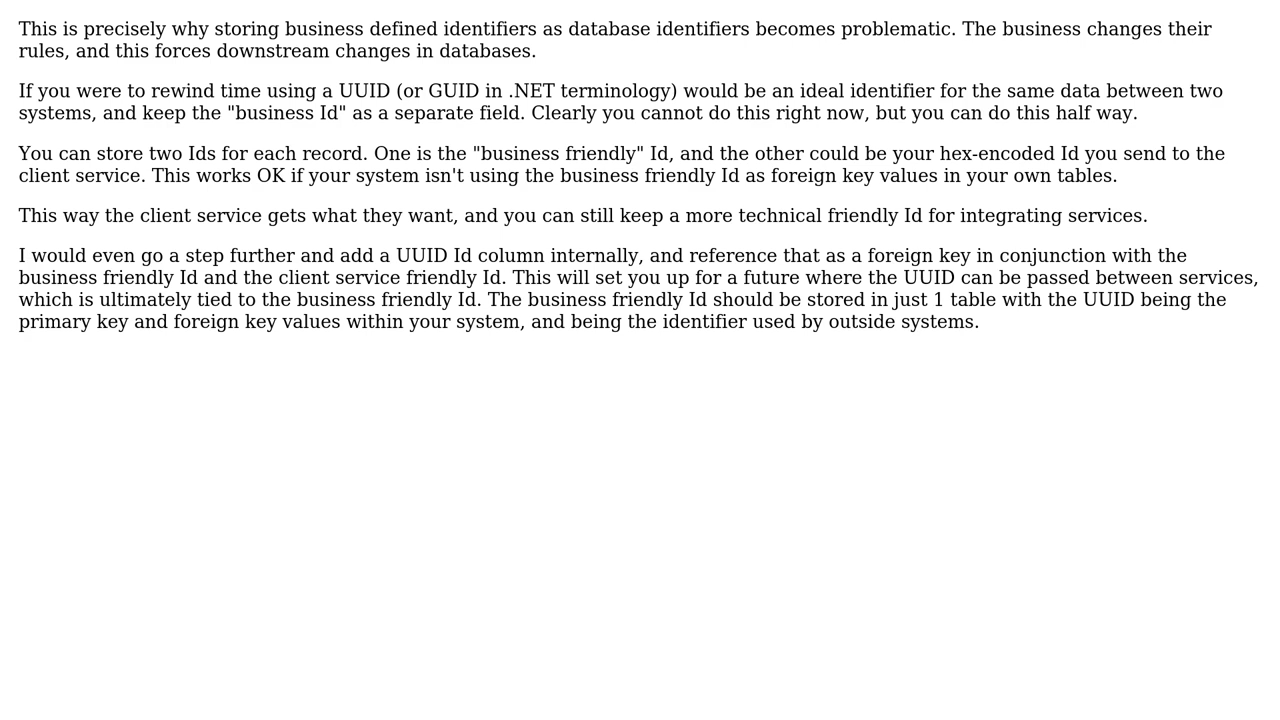 This is precisely why storing business defined identifiers as database identifiers becomes problematic. The business changes their
rules, and this forces downstream changes in databases.
If you were to rewind time using a UUID (or GUID in .NET terminology) would be an ideal identifier for the same data between two
systems, and keep the "business Id" as a separate field. Clearly you cannot do this right now, but you can do this half way.
You can store two Ids for each record. One is the "business friendly" Id, and the other could be your hex-encoded Id you send to the
client service. This works OK if your system isn't using the business friendly Id as foreign key values in your own tables.
This way the client service gets what they want, and you can still keep a more technical friendly Id for integrating services.
I would even go a step further and add a UUID Id column internally, and reference that as a foreign key in conjunction with the
business friendly Id and the client service friendly Id. This will set you up for a future where the UUID can be passed between services,
which is ultimately tied to the business friendly Id. The business friendly Id should be stored in just 1 table with the UUID being the
primary key and foreign key values within your system, and being the identifier used by outside systems.